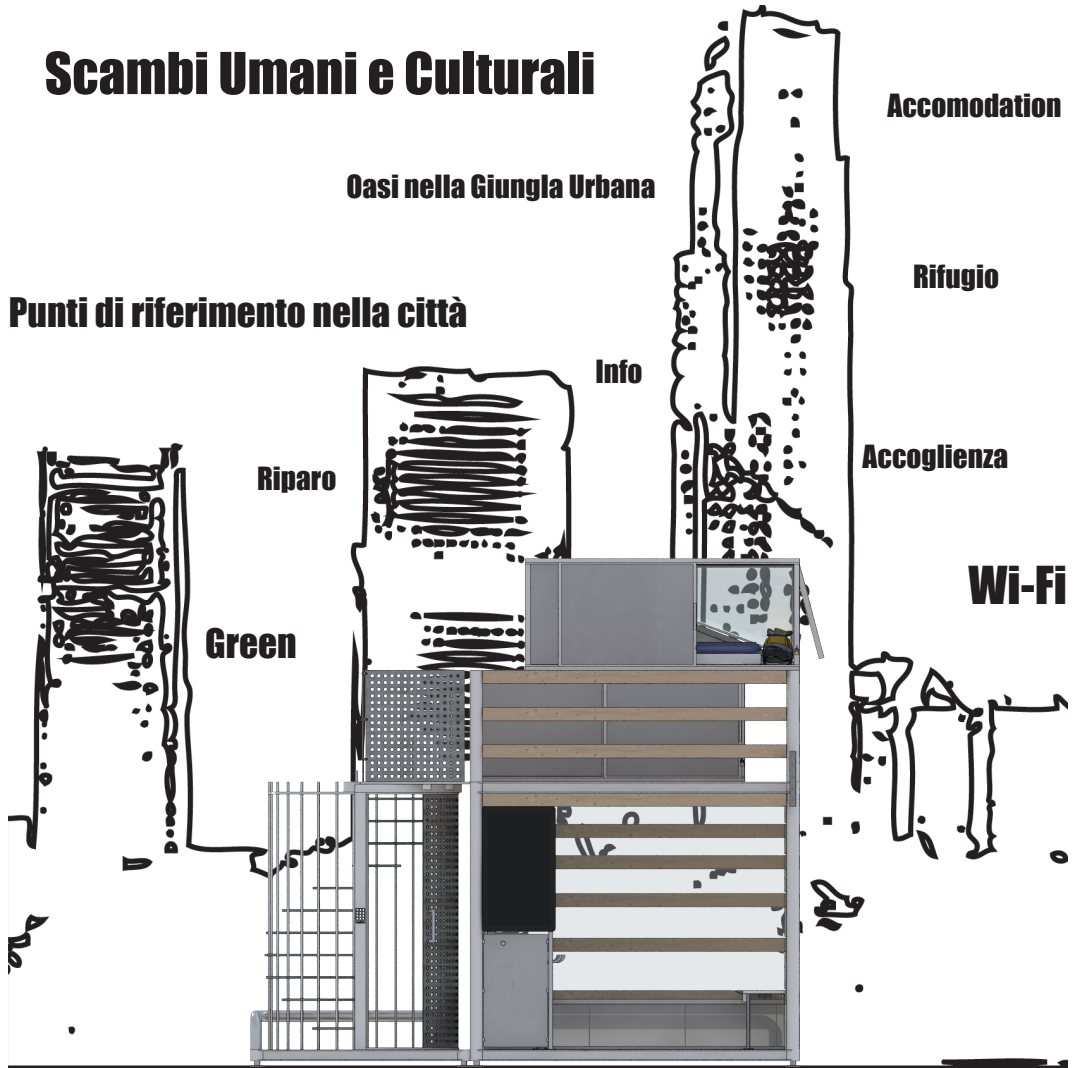 Scambi Umani e Culturali
Accomodation
Oasi nella Giungla Urbana
Rifugio
Punti di riferimento nella città
Info
Accoglienza
Riparo
Wi-Fi
Green